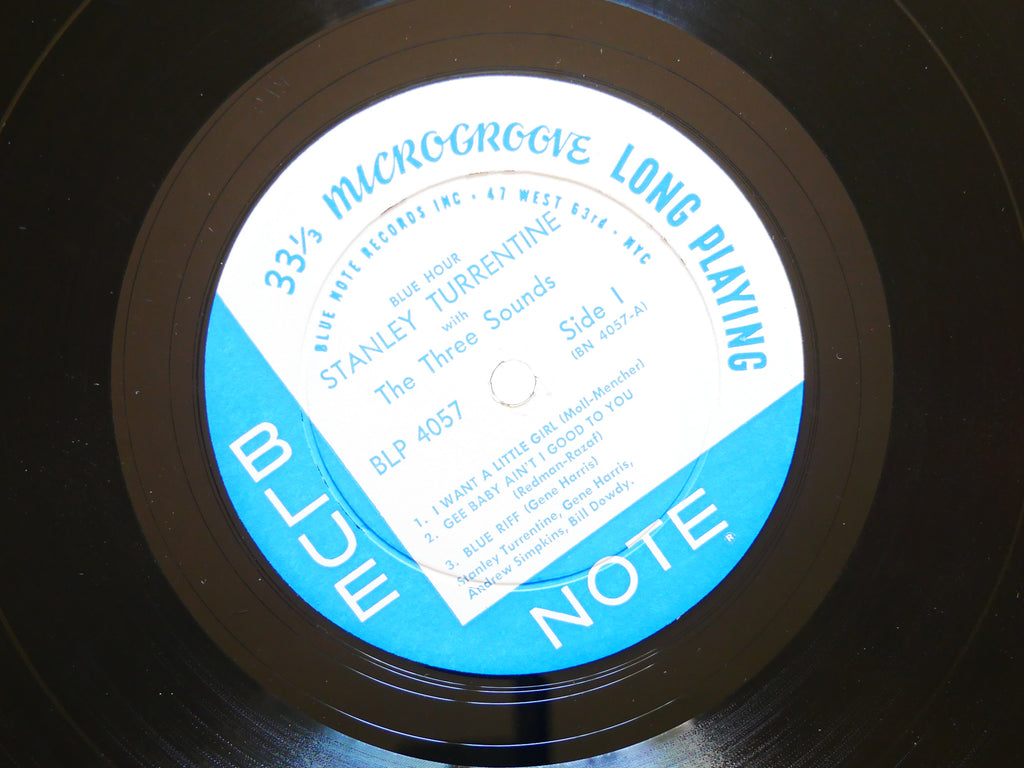 33⅓ MICROGROOVE LONG PLAYING
BLUE NOTE RECORDS INC • 47 WEST 63rd • NYC
BLUE HOUR
STANLEY TURRENTINE
with
The Three Sounds
Side 1
(BN 4057-A)
BLP 4057
1. I WANT A LITTLE GIRL (Moll-Mencher)
2. GEE BABY AIN'T I GOOD TO YOU
(Redman-Razaf)
3. BLUE RIFF (Gene Harris)
Stanley Turrentine, Gene Harris,
Andrew Simpkins, Bill Dowdy.
BLUE
NOTE ®